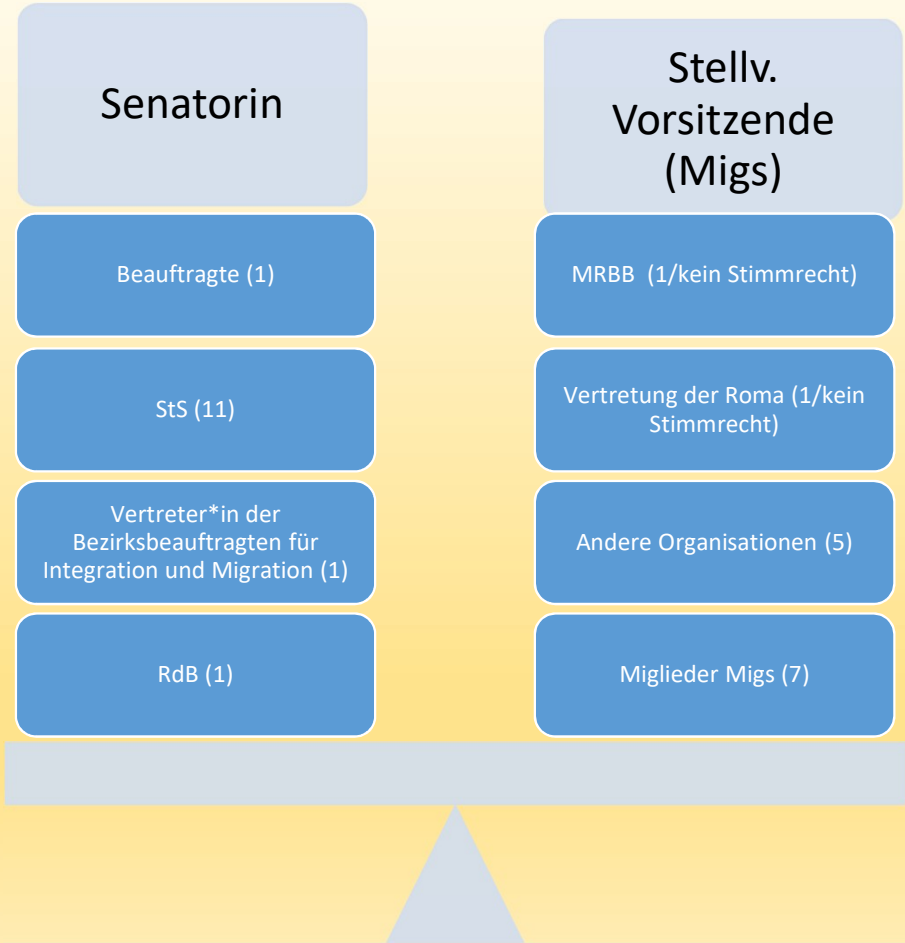 Senatorin
Beauftragte (1)
StS (11)
Vertreter*in der
Bezirksbeauftragten für
Integration und Migration (1)
RdB (1)
Stellv.
Vorsitzende
(Migs)
MRBB  (1/kein Stimmrecht)
Vertretung der Roma (1/kein
Stimmrecht)
Andere Organisationen (5)
Miglieder Migs (7)